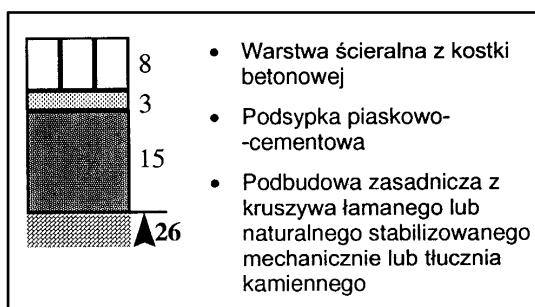 8
3
15
26
• Warstwa ścieralna z kostki
betonowej
• Podsypka piaskowo-
-cementowa
• Podbudowa zasadnicza z
kruszywa łamanego lub
naturalnego stabilizowanego
mechanicznie lub tłucznia
kamiennego